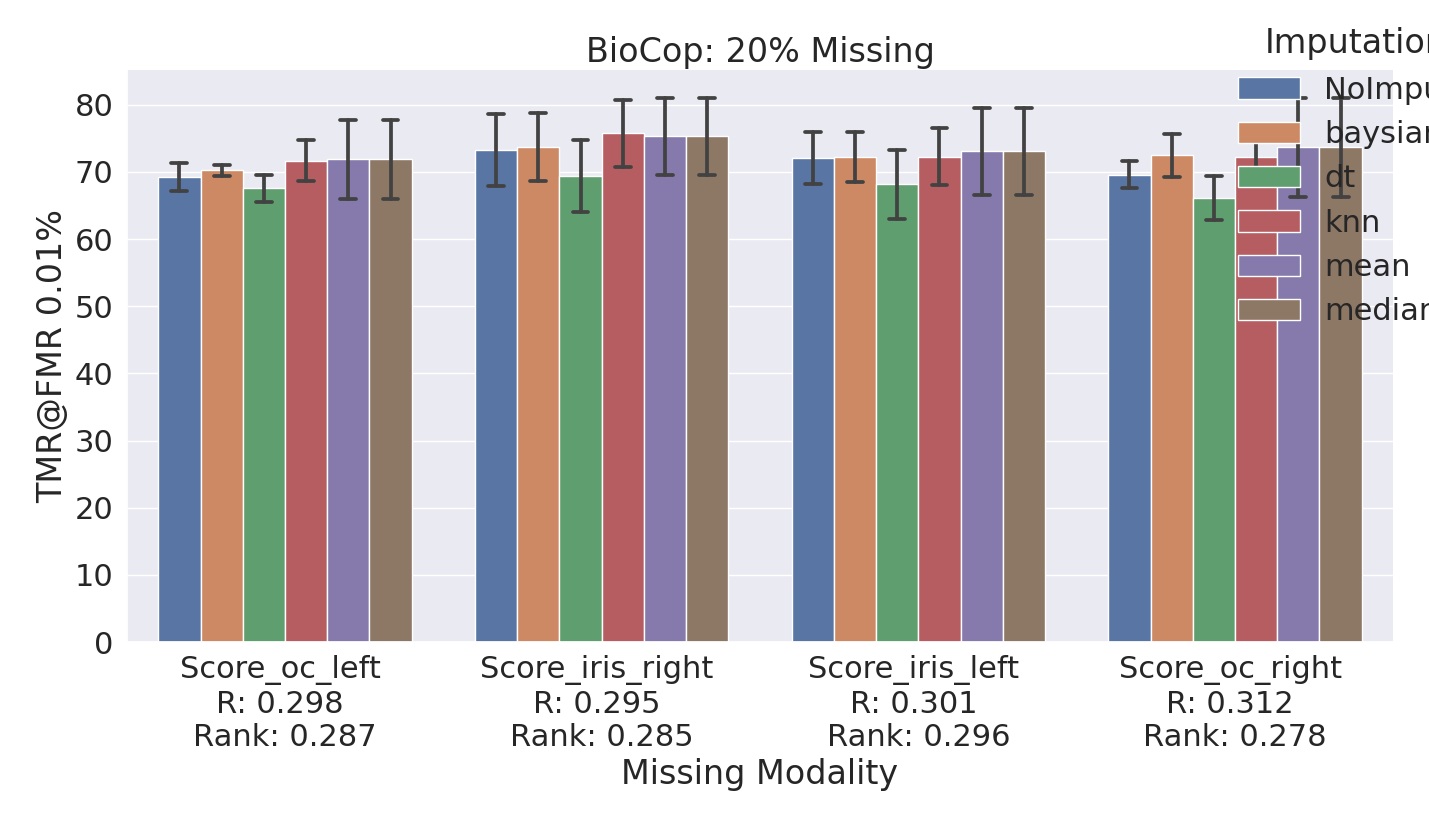 BioCop: 20% Missing
Imputation
NoImpu
baysian
dt
knn
mean
median
TMR@FMR 0.01%
80
70
60
50
40
30
20
10
0
Score_oc_left
R: 0.298
Rank: 0.287
Score_iris_right
R: 0.295
Rank: 0.285
Score_iris_left
R: 0.301
Rank: 0.296
Score_oc_right
R: 0.312
Rank: 0.278
Missing Modality